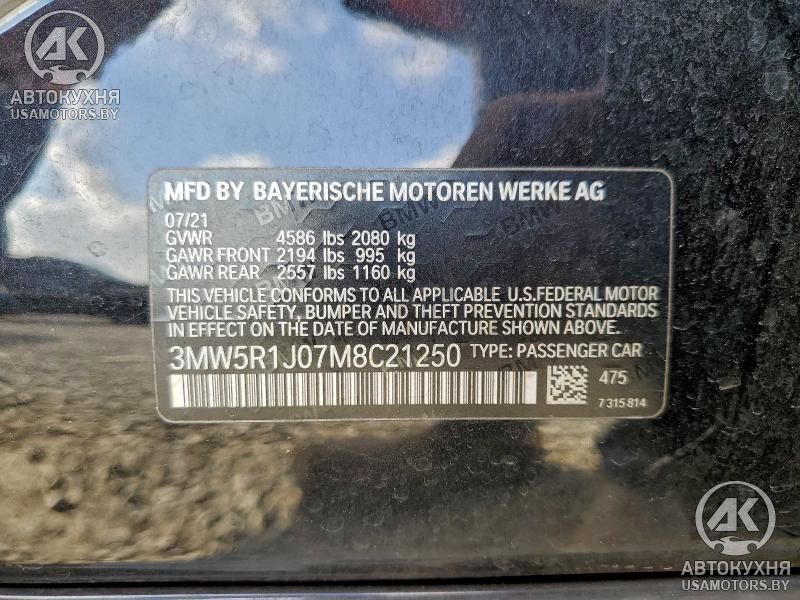 AK
АВТОКУХНЯ
USAMOTORS.BY
MFD BY BAYERISCHE MOTOREN WERKE AG
07/21
GVWR 4586 lbs 2080 kg
GAWR FRONT 2194 lbs 995 kg
GAWR REAR 2557 lbs 1160 kg
THIS VEHICLE CONFORMS TO ALL APPLICABLE U.S.FEDERAL MOTOR
VEHICLE SAFETY, BUMPER AND THEFT PREVENTION STANDARDS
IN EFFECT ON THE DATE OF MANUFACTURE SHOWN ABOVE.
3MW5R1J07M8C21250 TYPE: PASSENGER CAR
475
7 315 814
AK
АВТОКУХНЯ
USAMOTORS.BY